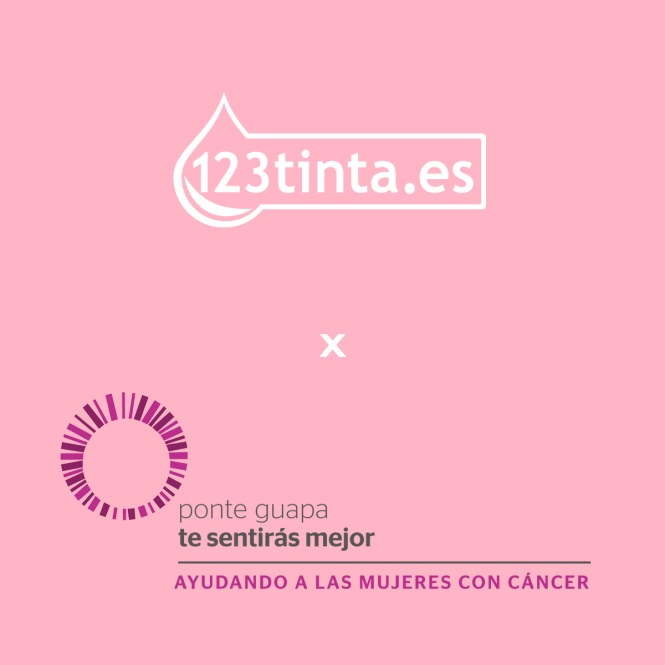 123tinta.es
x
ponte guapa
te sentirás mejor
AYUDANDO A LAS MUJERES CON CÁNCER